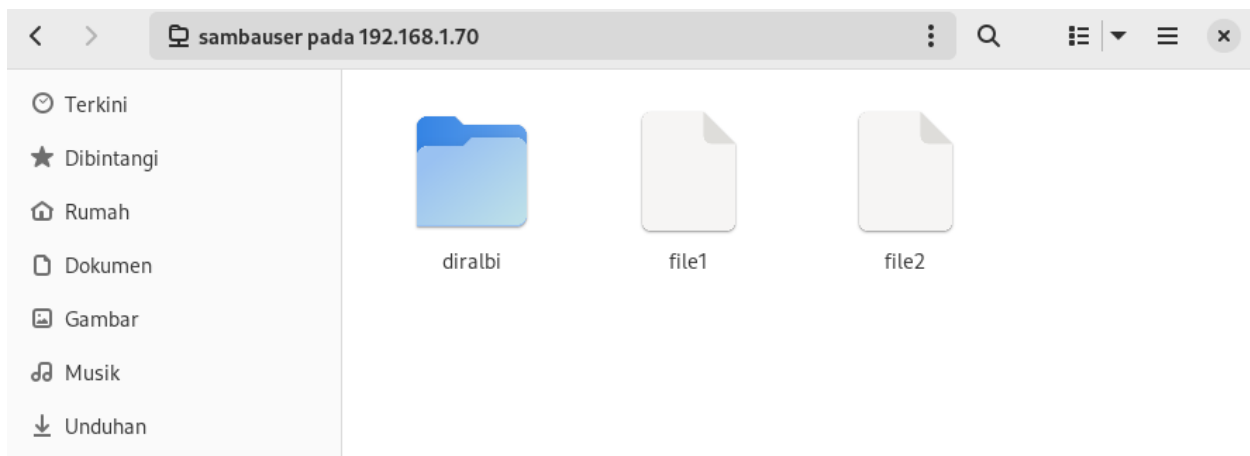 sambauser pada 192.168.1.70
Terkini
Dibintangi
Rumah
Dokumen
Gambar
Musik
Unduhan
diralbi
file1
file2